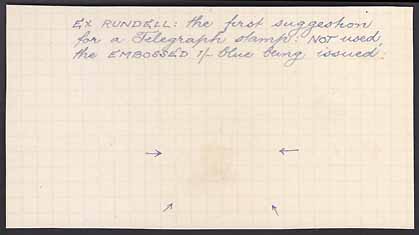 EX RUNDELL: the first suggestion
for a Telegraph stamp: NOT used,
the EMBOSSED 1/- blue being issued: